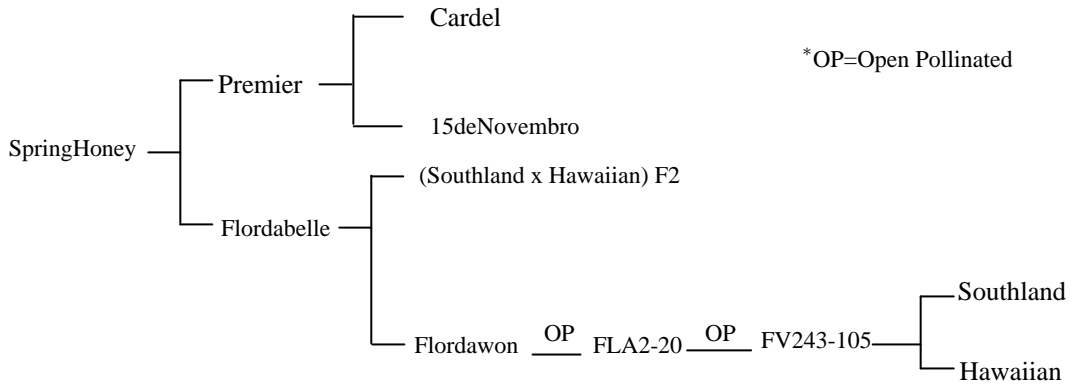 Cardel
*OP=Open Pollinated
Premier
15deNovembro
SpringHoney
(Southland x Hawaiian) F2
Flordabelle
Southland
Flordawon OP FLA2-20 OP FV243-105
Hawaiian